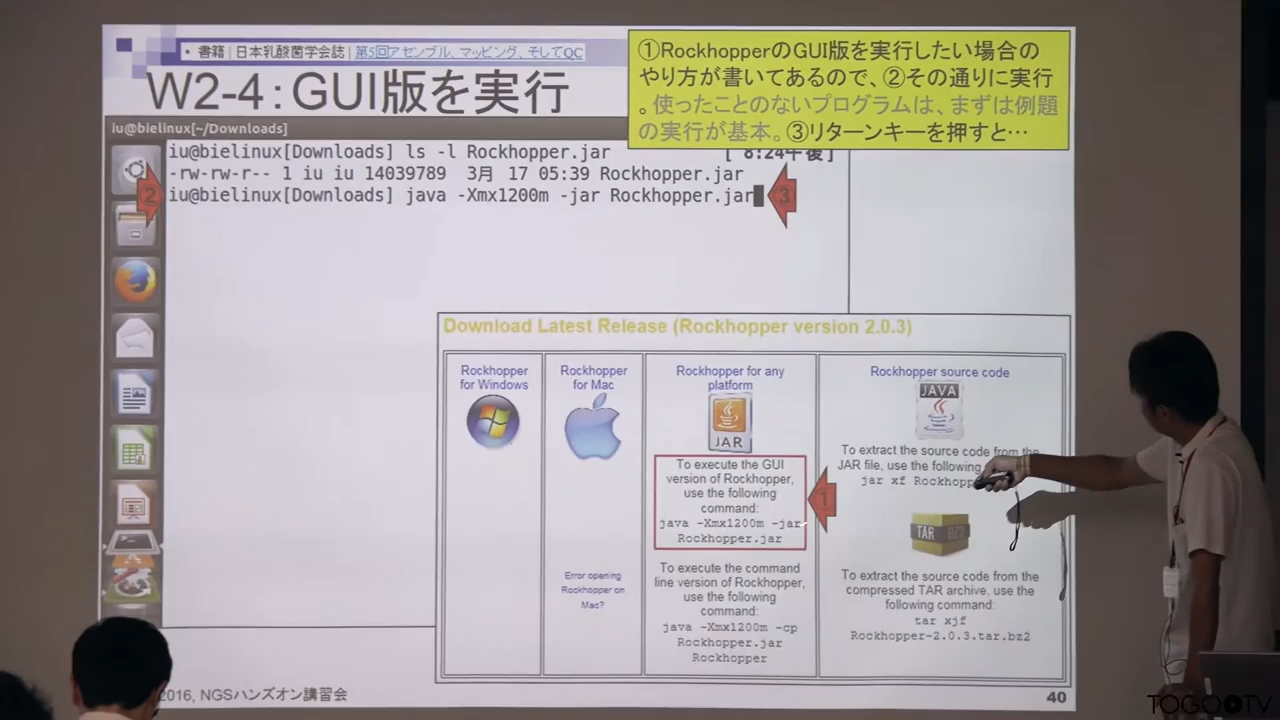 • 書籍 | 日本乳酸菌学会誌 | 第5回アセンブル、マッピング、そしてQC
W2-4：GUI版を実行
①RockhopperのGUI版を実行したい場合の
やり方が書いてあるので、②その通りに実行
。使ったことのないプログラムは、まずは例題
の実行が基本。③リターンキーを押すと…
iu@bielinux[~/Downloads]
iu@bielinux[Downloads] ls -l Rockhopper.jar [ 8:24午後]
-rw-rw-r-- 1 iu iu 14039789 3月 17 05:39 Rockhopper.jar
iu@bielinux[Downloads] java -Xmx1200m -jar Rockhopper.jar
②
③
Download Latest Release (Rockhopper version 2.0.3)
Rockhopper
for Windows
Rockhopper
for Mac
Error opening
Rockhopper on
Mac?
Rockhopper for any
platform
JAR
To execute the GUI
version of Rockhopper,
use the following
command:
java -Xmx1200m -jar
Rockhopper.jar
①
To execute the command
line version of Rockhopper,
use the following
command:
java -Xmx1200m -cp
Rockhopper.jar
Rockhopper
Rockhopper source code
JAVA
To extract the source code from the
JAR file, use the following
jar xf Rockhopp
TAR BZ2
To extract the source code from the
compressed TAR archive, use the
following command:
tar xjf
Rockhopper-2.0.3.tar.bz2
2016, NGSハンズオン講習会
40
TOGOTV